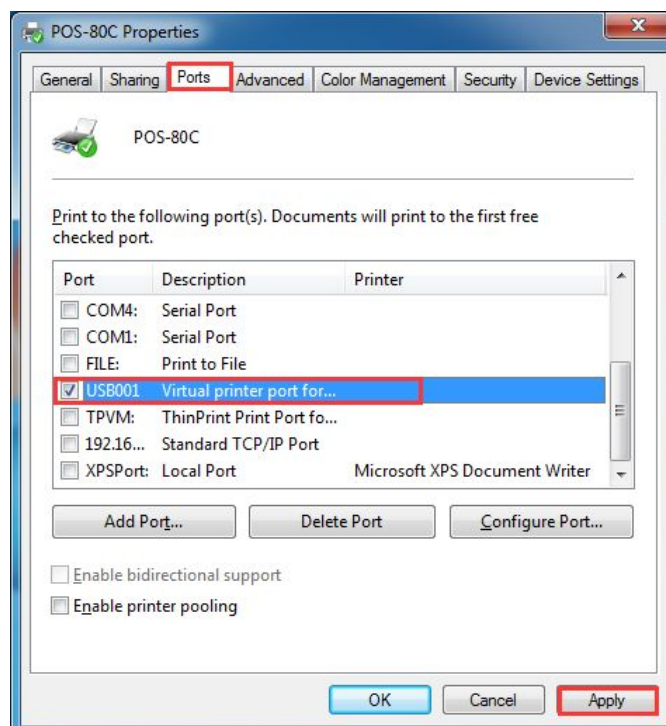 POS-80C Properties
General Sharing Ports Advanced Color Management Security Device Settings
POS-80C
Print to the following port(s). Documents will print to the first free
checked port.
Port Description Printer
COM4: Serial Port
COM1: Serial Port
FILE: Print to File
USB001 Virtual printer port for...
TPVM: ThinPrint Print Port fo...
192.16... Standard TCP/IP Port
XPSPort: Local Port Microsoft XPS Document Writer
Add Port... Delete Port Configure Port...
Enable bidirectional support
Enable printer pooling
OK Cancel Apply